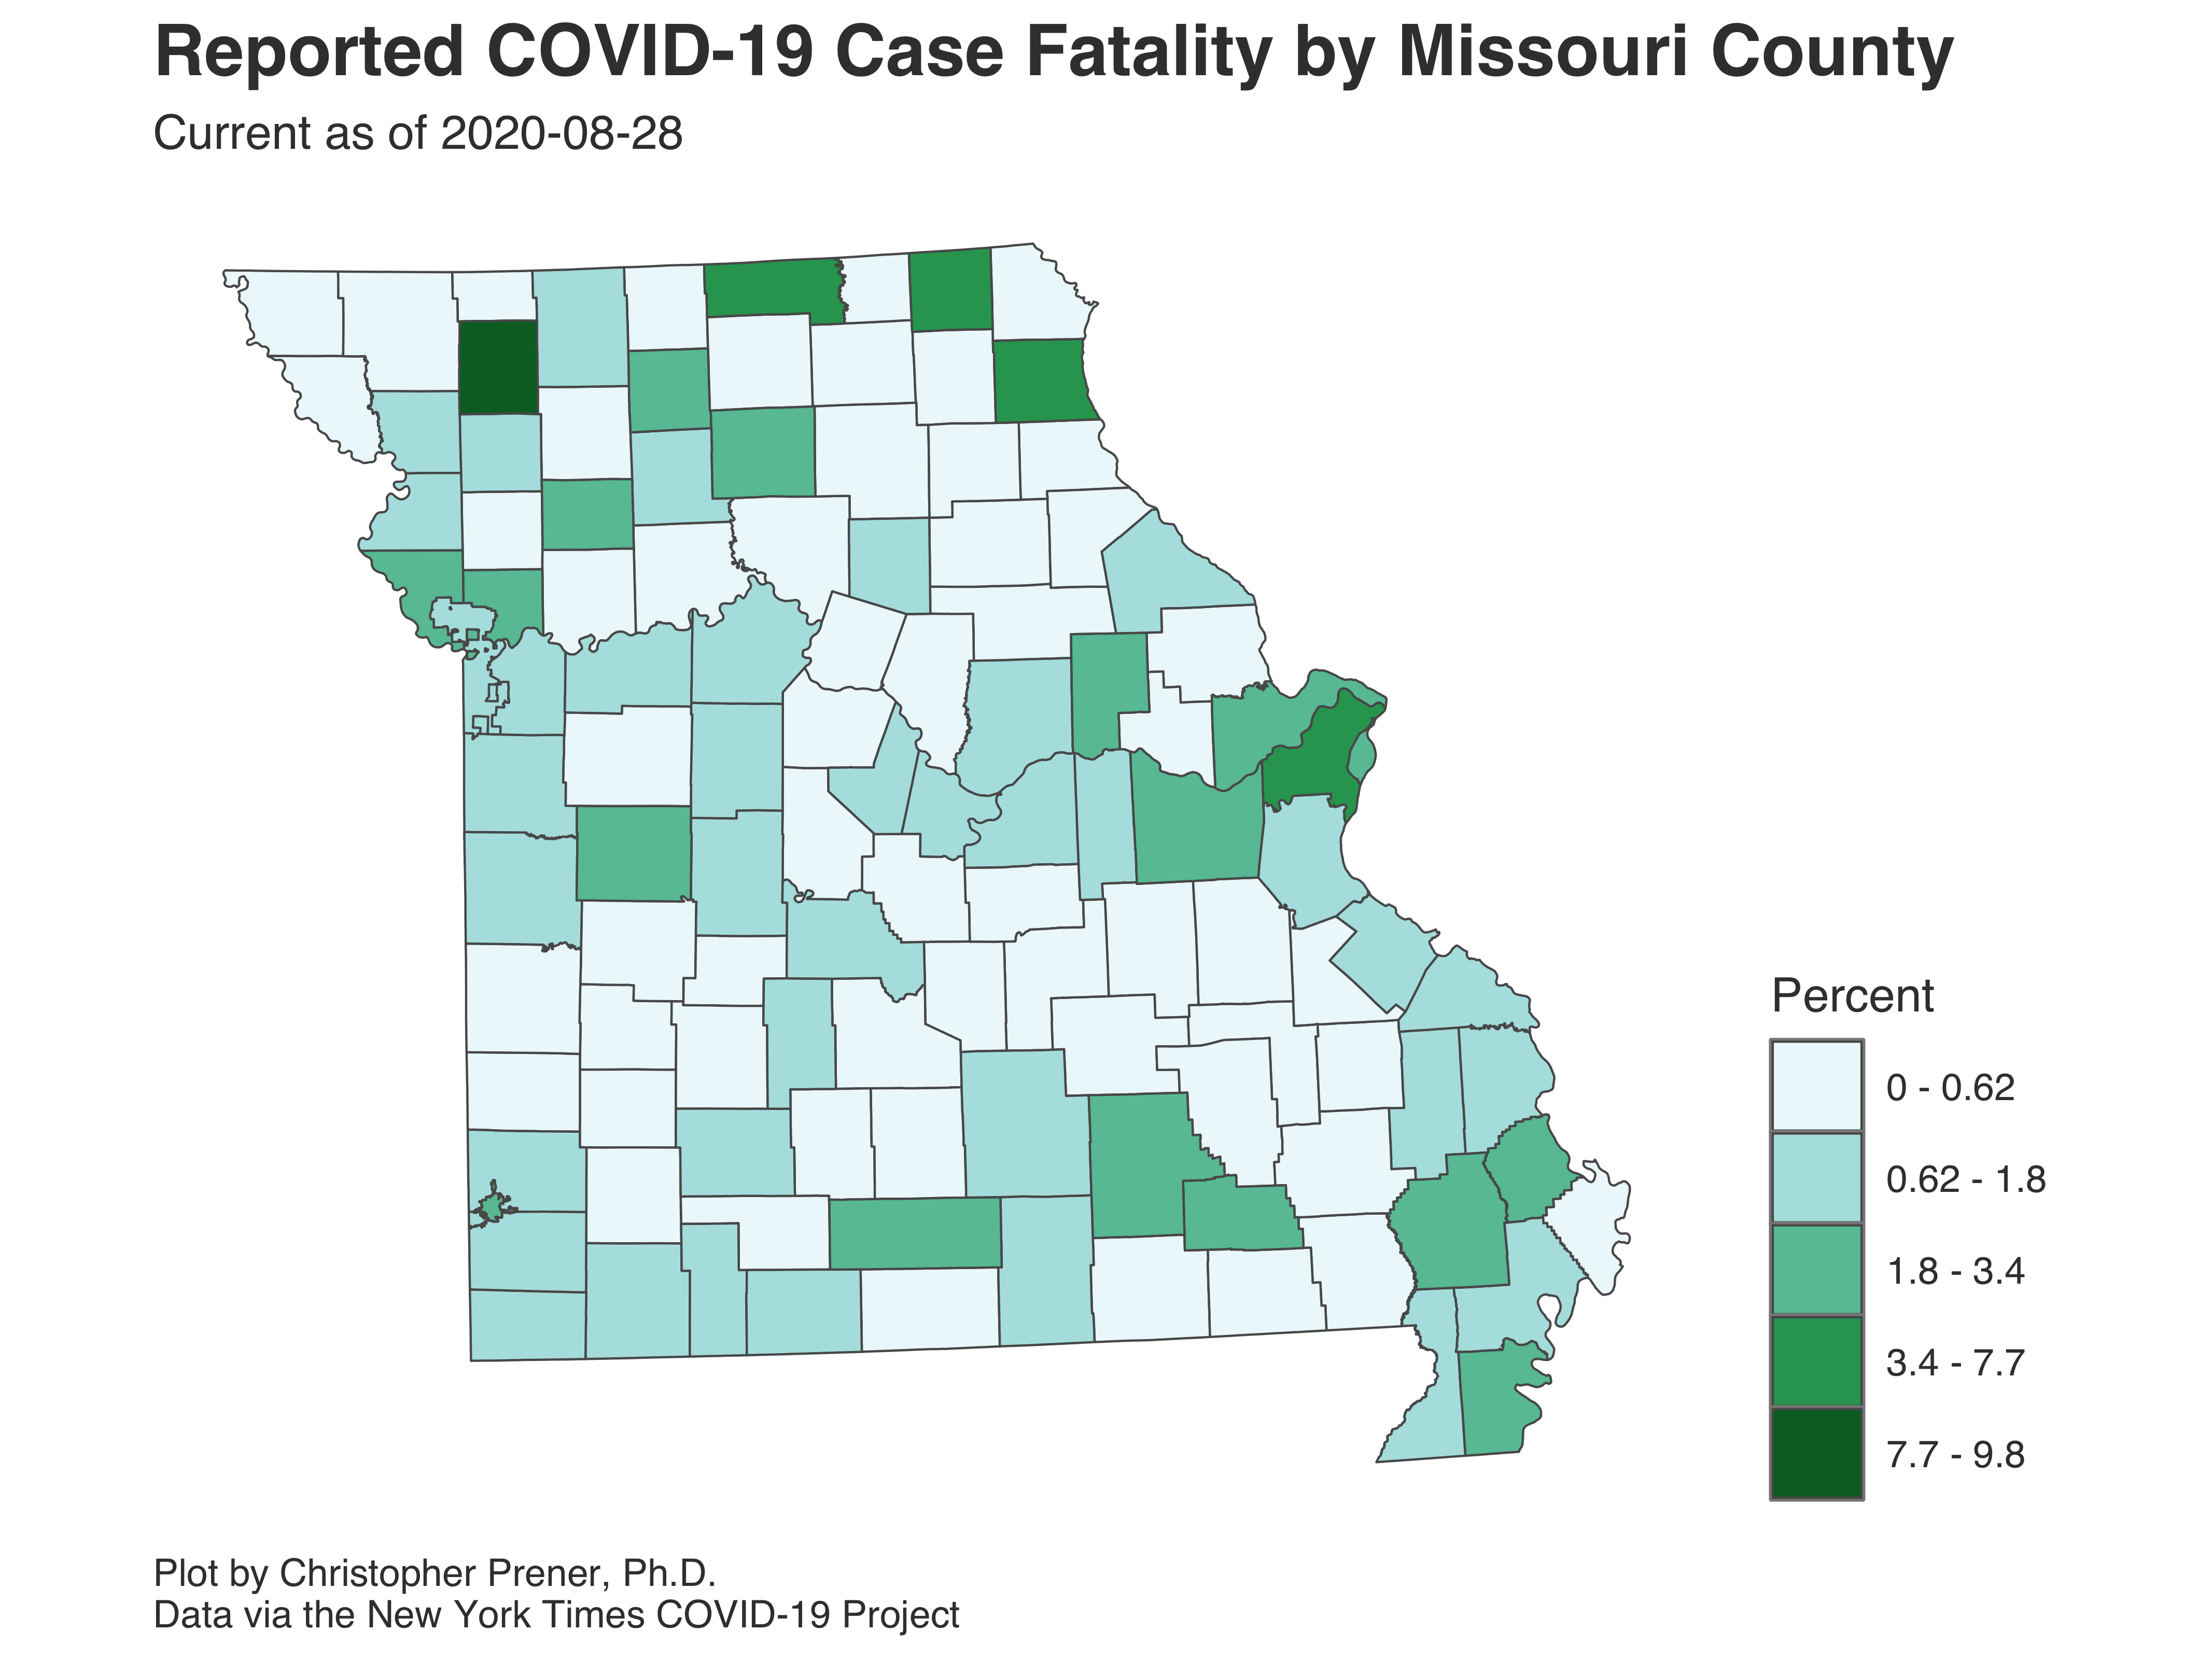 Reported COVID-19 Case Fatality by Missouri County
Current as of 2020-08-28
Percent
0 - 0.62
0.62 - 1.8
1.8 - 3.4
3.4 - 7.7
7.7 - 9.8
Plot by Christopher Prener, Ph.D.
Data via the New York Times COVID-19 Project